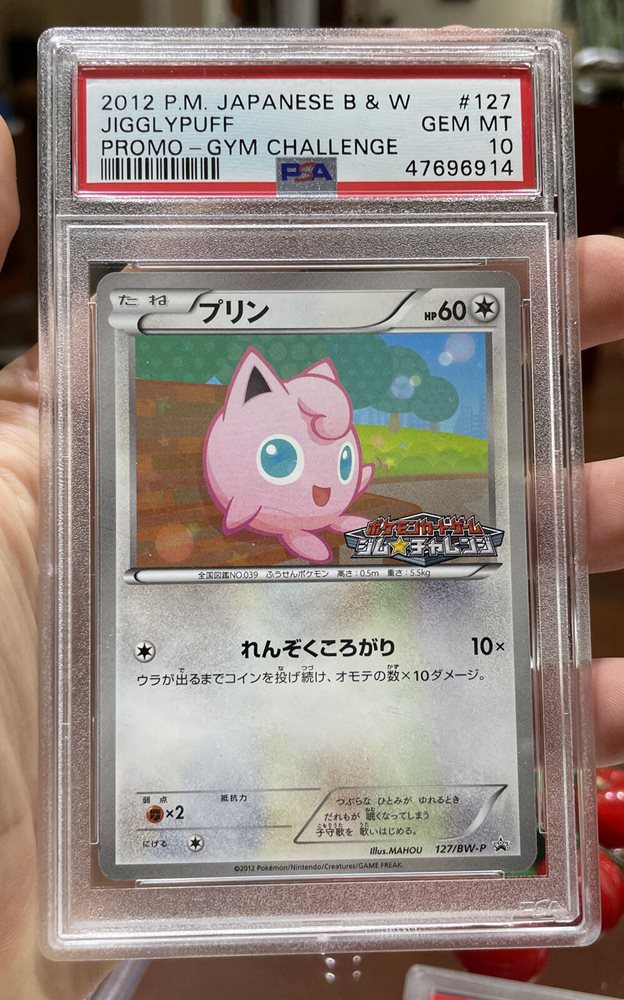 2012 P.M. JAPANESE B & W #127
JIGGLYPUFF GEM MT
PROMO - GYM CHALLENGE 10
PSA 47696914
たね プリン HP60
ポケモンカードゲーム
ジム★チャレンジ
全国図鑑NO.039 ふうせんポケモン 高さ:0.5m 重さ:5.5kg
れんぞくころがり 10×
ウラが出るまでコインを投げ続け、オモテの数×10ダメージ。
弱点 抵抗力
×2
にげる
つぶらな ひとみが ゆれるとき
だれもが 眠くなってしまう
子守歌を 歌いはじめる。
Illus.MAHOU 127/BW-P
©2012 Pokémon/Nintendo/Creatures/GAME FREAK.
PSA